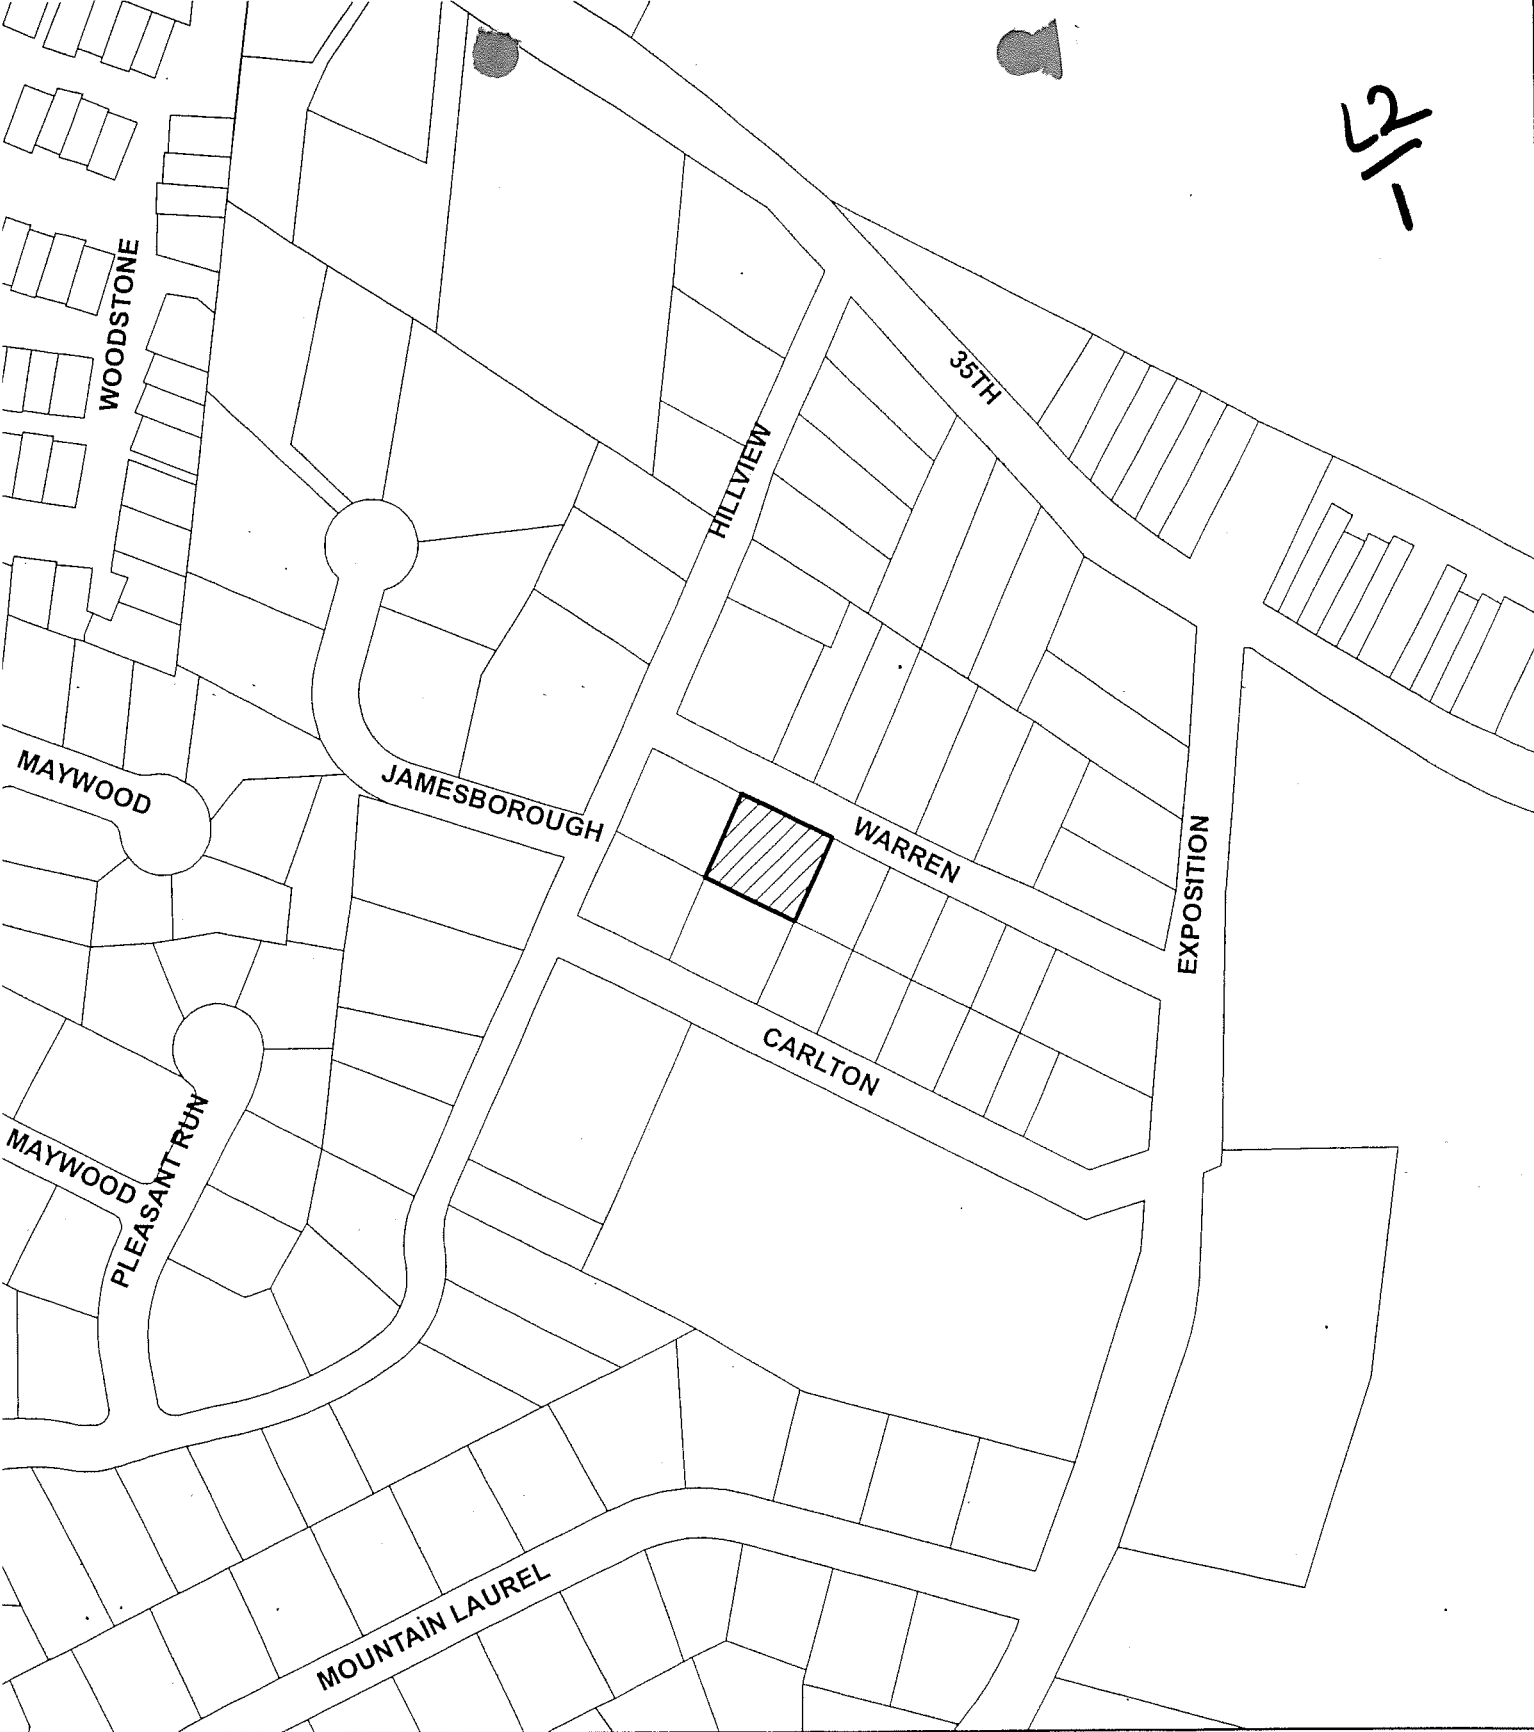 L2
1
WOODSTONE
35TH
HILLVIEW
MAYWOOD
JAMESBOROUGH
WARREN
EXPOSITION
CARLTON
MAYWOOD
PLEASANT RUN
MOUNTAIN LAUREL